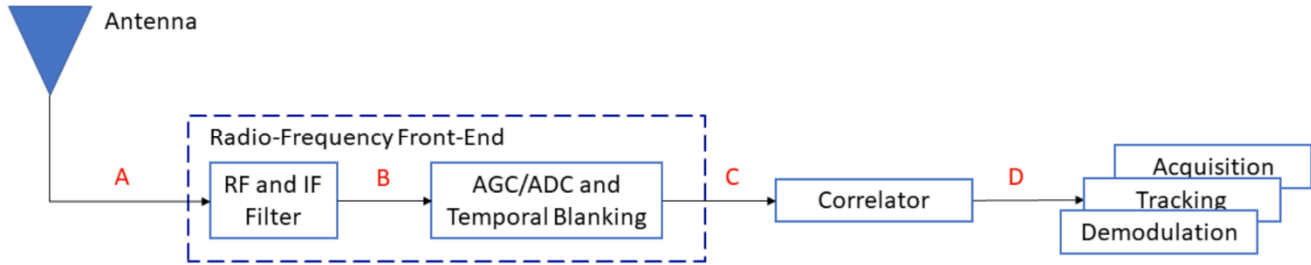 Antenna
Radio-Frequency Front-End
A
RF and IF
Filter
B
AGC/ADC and
Temporal Blanking
C
Correlator
D
Acquisition
Tracking
Demodulation